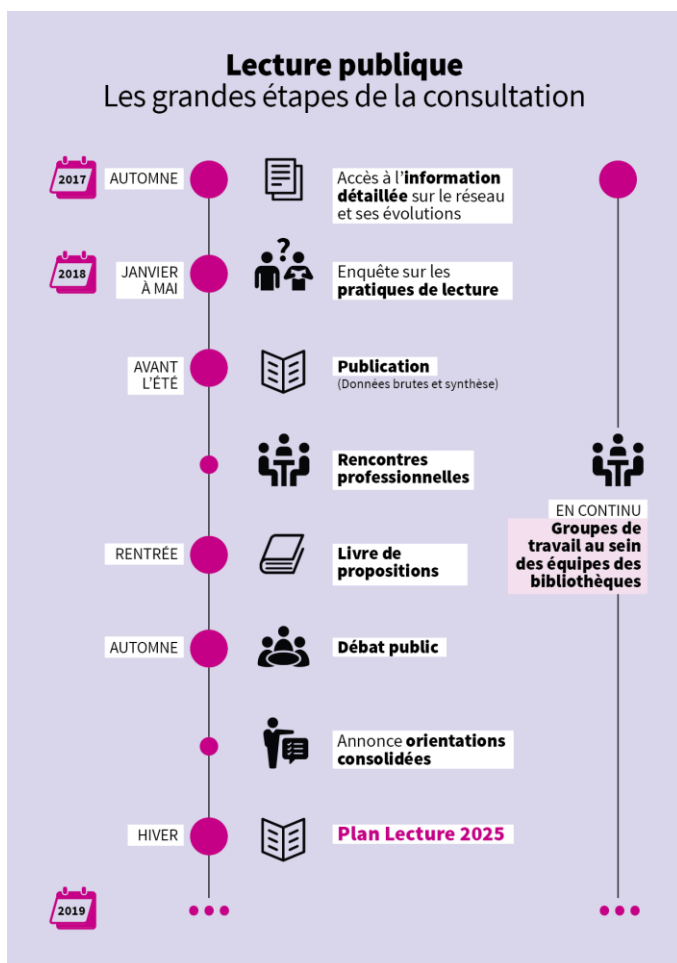 Lecture publique
Les grandes étapes de la consultation
2017
AUTOMNE
Accès à l'information
détaillée sur le réseau
et ses évolutions
2018
JANVIER
À MAI
?
Enquête sur les
pratiques de lecture
AVANT
L'ÉTÉ
Publication
(Données brutes et synthèse)
Rencontres
professionnelles
EN CONTINU
Groupes de
travail au sein
des équipes des
bibliothèques
RENTRÉE
Livre de
propositions
AUTOMNE
Débat public
Annonce orientations
consolidées
HIVER
Plan Lecture 2025
2019